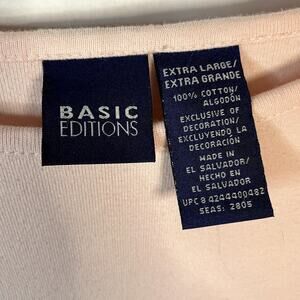 BASIC
EDITIONS
EXTRA LARGE/
EXTRA GRANDE
100% COTTON/
ALGODÓN
EXCLUSIVE OF
DECORATION/
EXCLUYENDO LA
DECORACIÓN
MADE IN
EL SALVADOR/
HECHO EN
EL SALVADOR
UPC 8 4244409482
SEAS: 2805